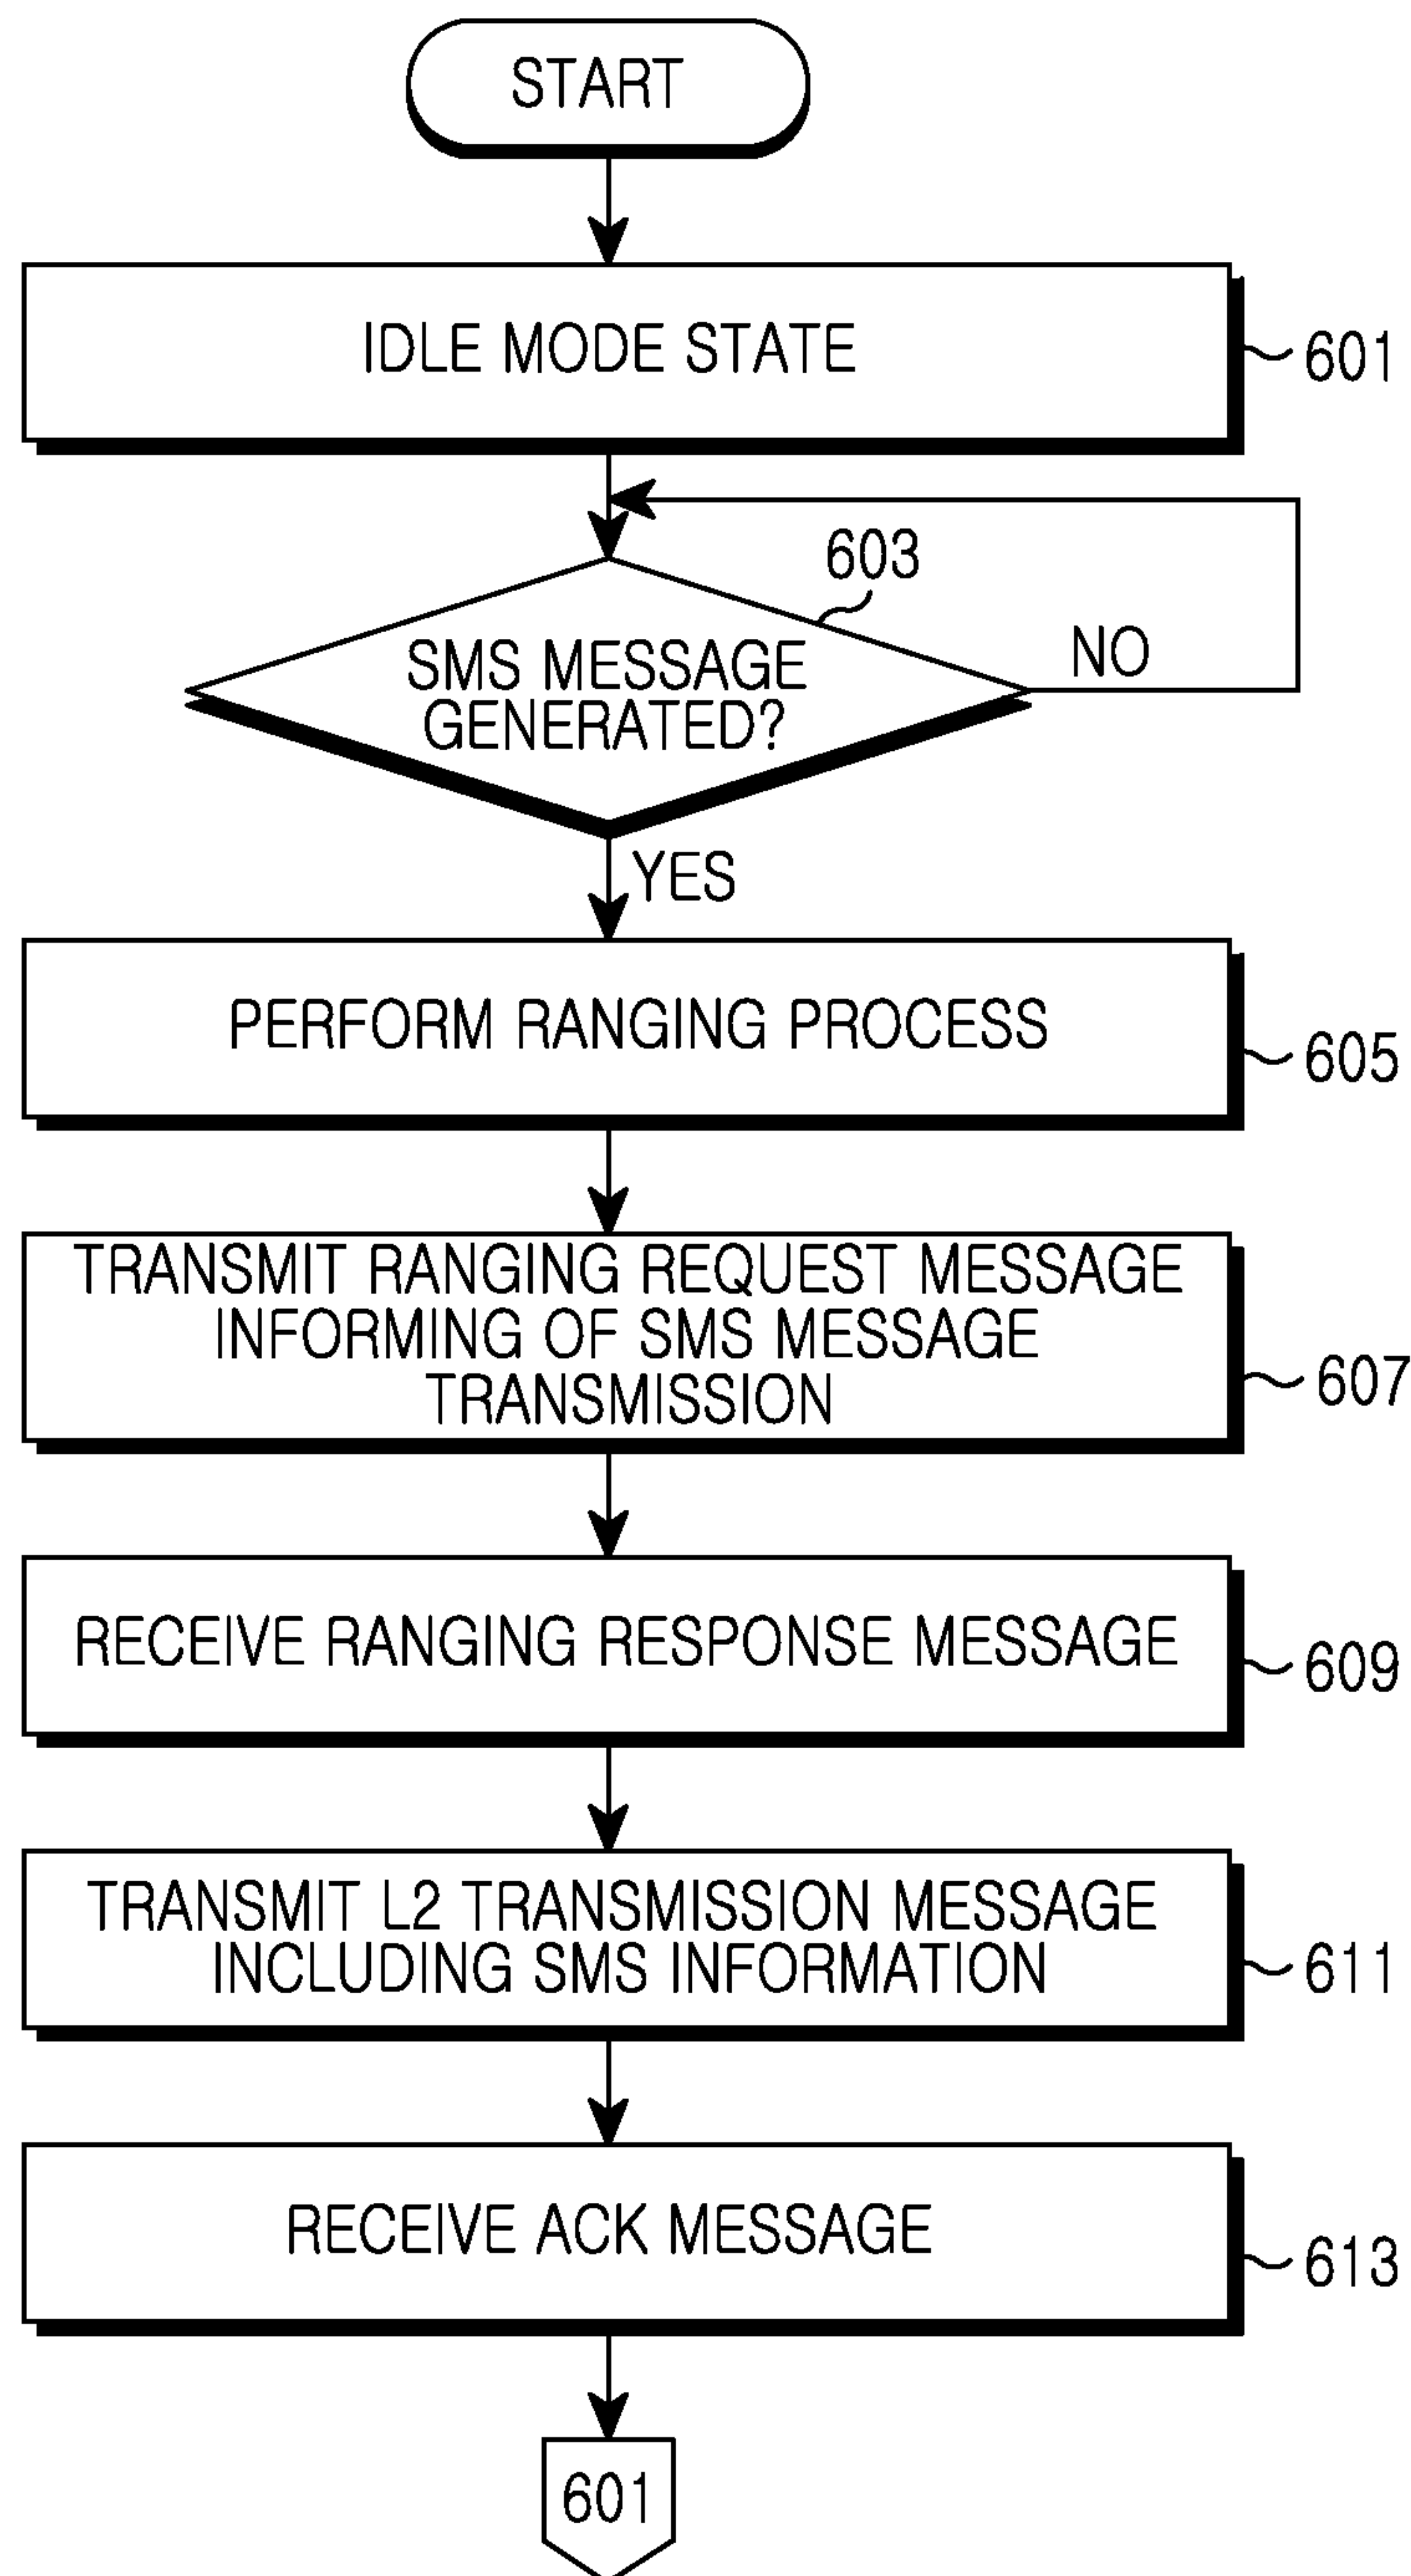 START
IDLE MODE STATE
601
603
SMS MESSAGE
GENERATED?
NO
YES
PERFORM RANGING PROCESS
605
TRANSMIT RANGING REQUEST MESSAGE
INFORMING OF SMS MESSAGE
TRANSMISSION
607
RECEIVE RANGING RESPONSE MESSAGE
609
TRANSMIT L2 TRANSMISSION MESSAGE
INCLUDING SMS INFORMATION
611
RECEIVE ACK MESSAGE
613
601